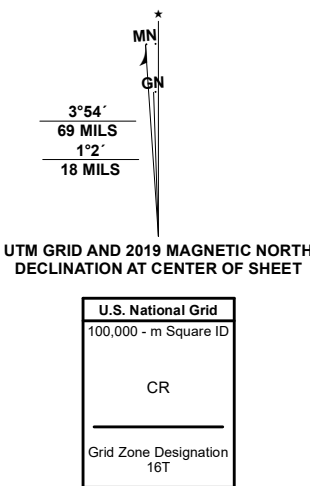 ★
MN
GN
3°54´
69 MILS
1°2´
18 MILS
UTM GRID AND 2019 MAGNETIC NORTH
DECLINATION AT CENTER OF SHEET
U.S. National Grid
100,000 - m Square ID
CR
Grid Zone Designation
16T